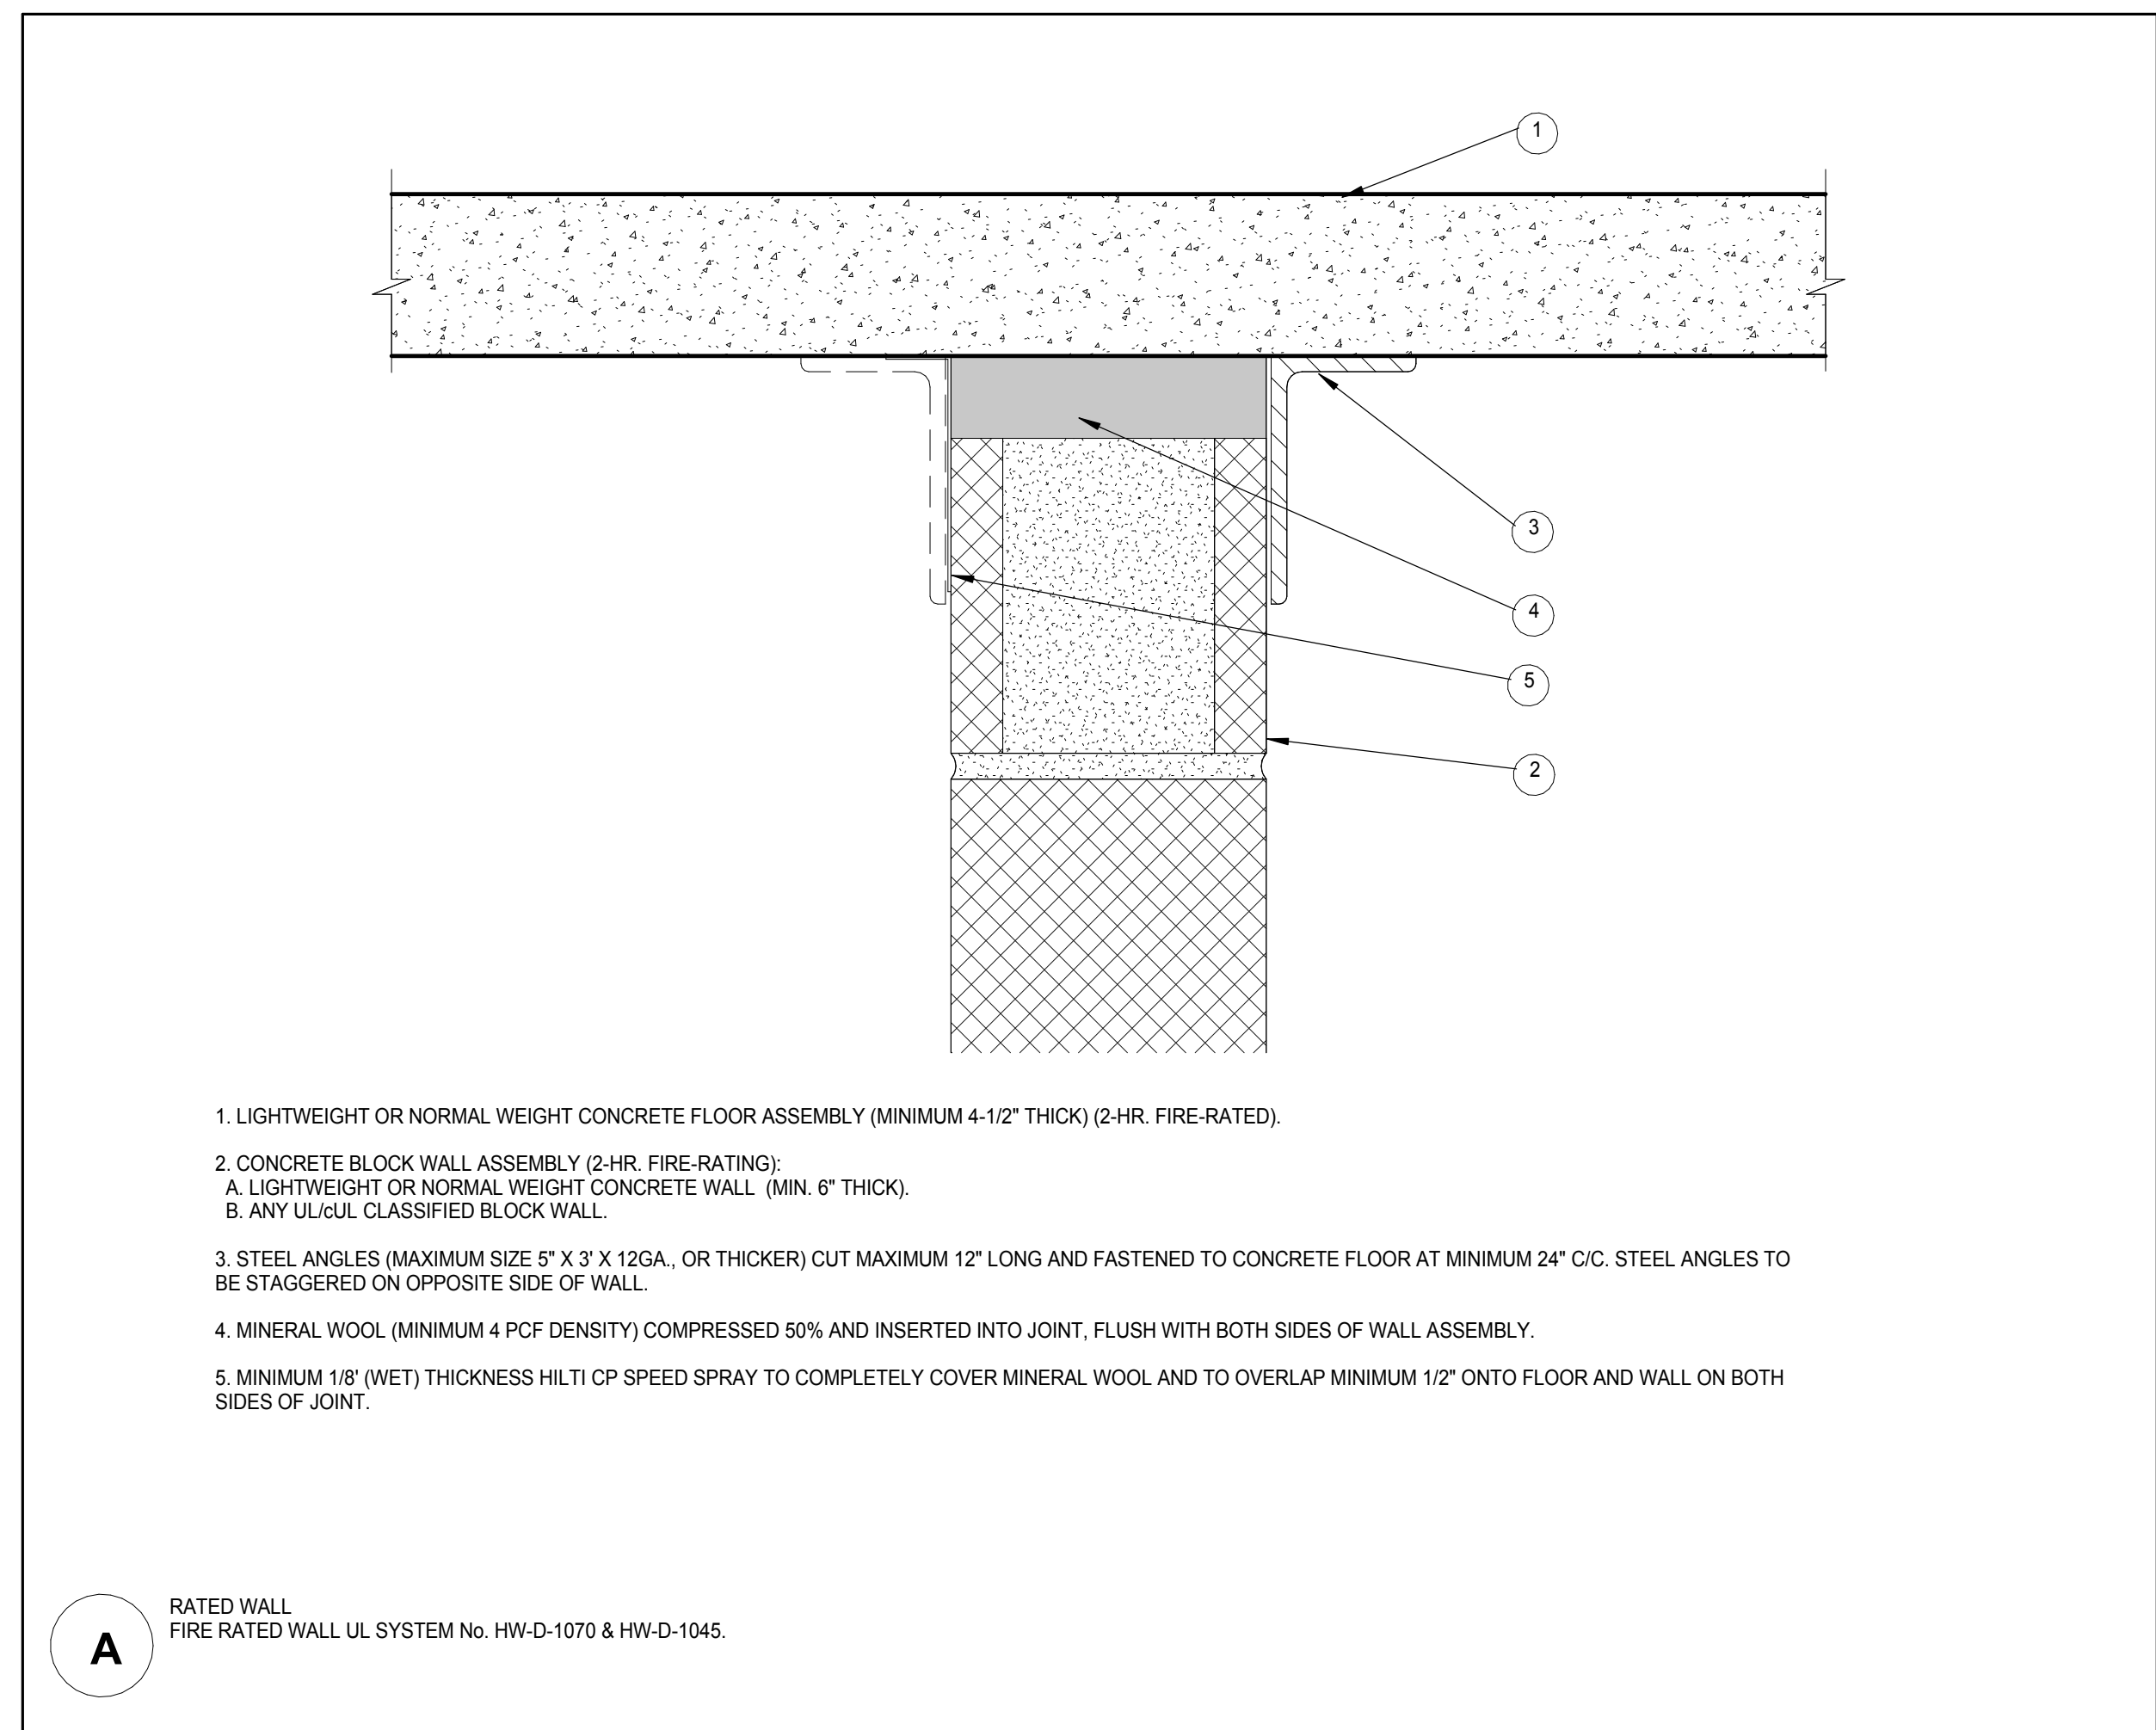 1
3
4
5
2
1. LIGHTWEIGHT OR NORMAL WEIGHT CONCRETE FLOOR ASSEMBLY (MINIMUM 4-1/2" THICK) (2-HR. FIRE-RATED).
2. CONCRETE BLOCK WALL ASSEMBLY (2-HR. FIRE-RATING):
A. LIGHTWEIGHT OR NORMAL WEIGHT CONCRETE WALL (MIN. 6" THICK).
B. ANY UL/cUL CLASSIFIED BLOCK WALL.
3. STEEL ANGLES (MAXIMUM SIZE 5" X 3' X 12GA., OR THICKER) CUT MAXIMUM 12" LONG AND FASTENED TO CONCRETE FLOOR AT MINIMUM 24" C/C. STEEL ANGLES TO
BE STAGGERED ON OPPOSITE SIDE OF WALL.
4. MINERAL WOOL (MINIMUM 4 PCF DENSITY) COMPRESSED 50% AND INSERTED INTO JOINT, FLUSH WITH BOTH SIDES OF WALL ASSEMBLY.
5. MINIMUM 1/8' (WET) THICKNESS HILTI CP SPEED SPRAY TO COMPLETELY COVER MINERAL WOOL AND TO OVERLAP MINIMUM 1/2" ONTO FLOOR AND WALL ON BOTH
SIDES OF JOINT.
A
RATED WALL
FIRE RATED WALL UL SYSTEM No. HW-D-1070 & HW-D-1045.